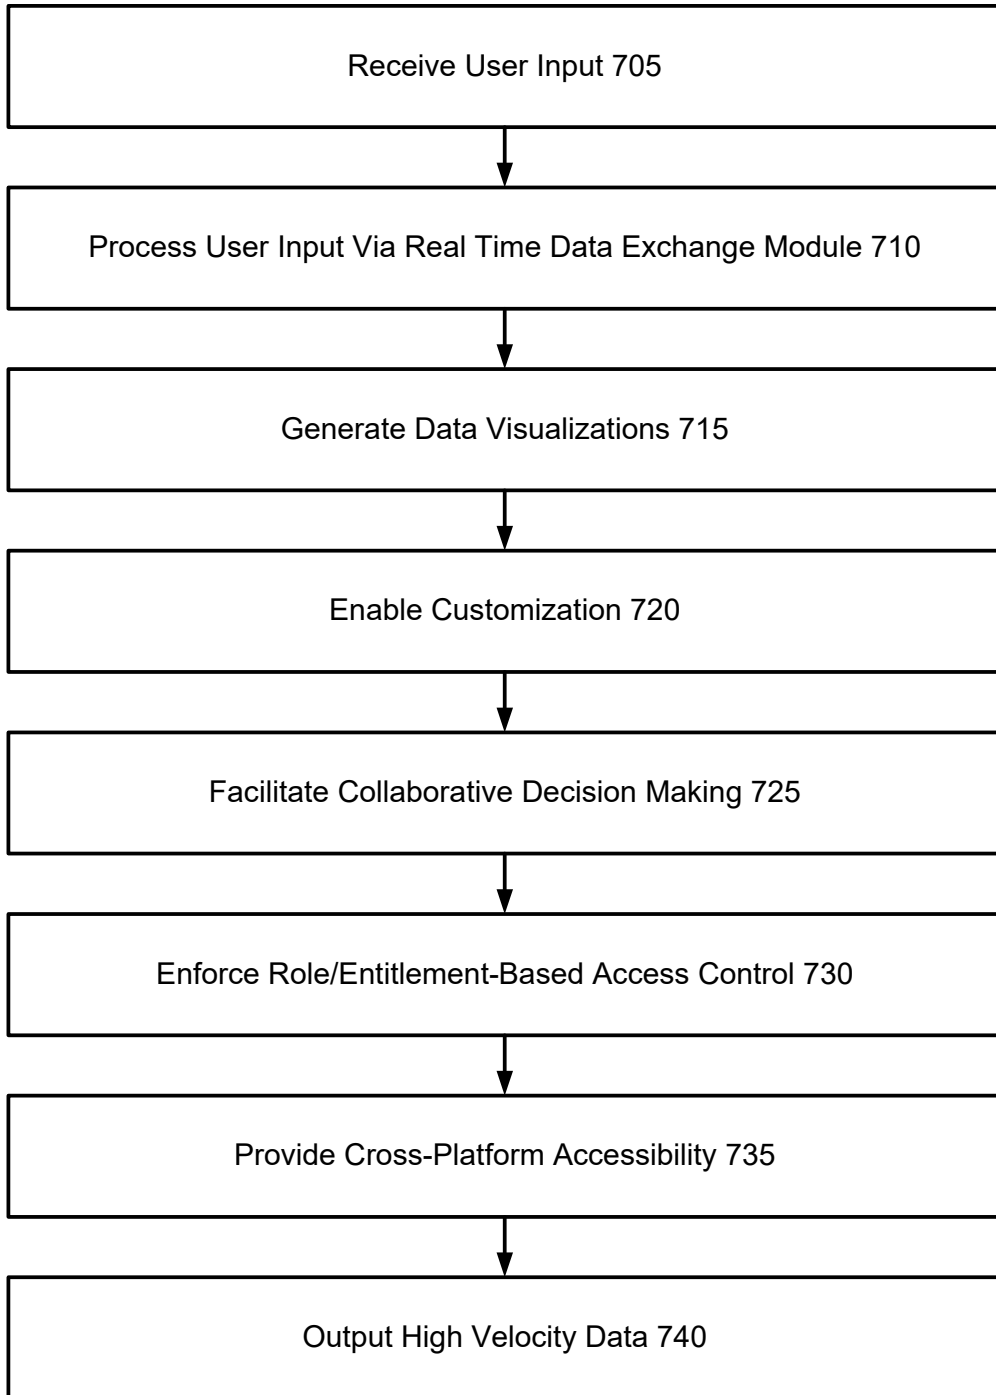 Receive User Input 705
Process User Input Via Real Time Data Exchange Module 710
Generate Data Visualizations 715
Enable Customization 720
Facilitate Collaborative Decision Making 725
Enforce Role/Entitlement-Based Access Control 730
Provide Cross-Platform Accessibility 735
Output High Velocity Data 740